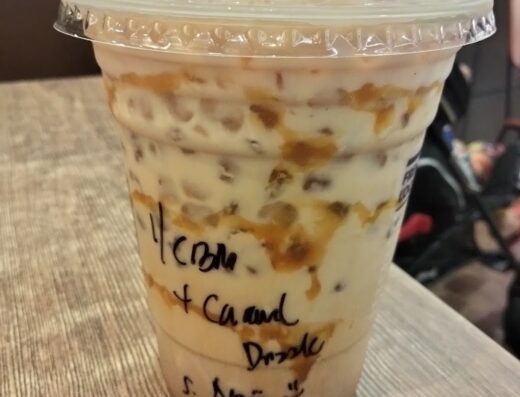 1/ CBM
+ Caramel
Drizzle